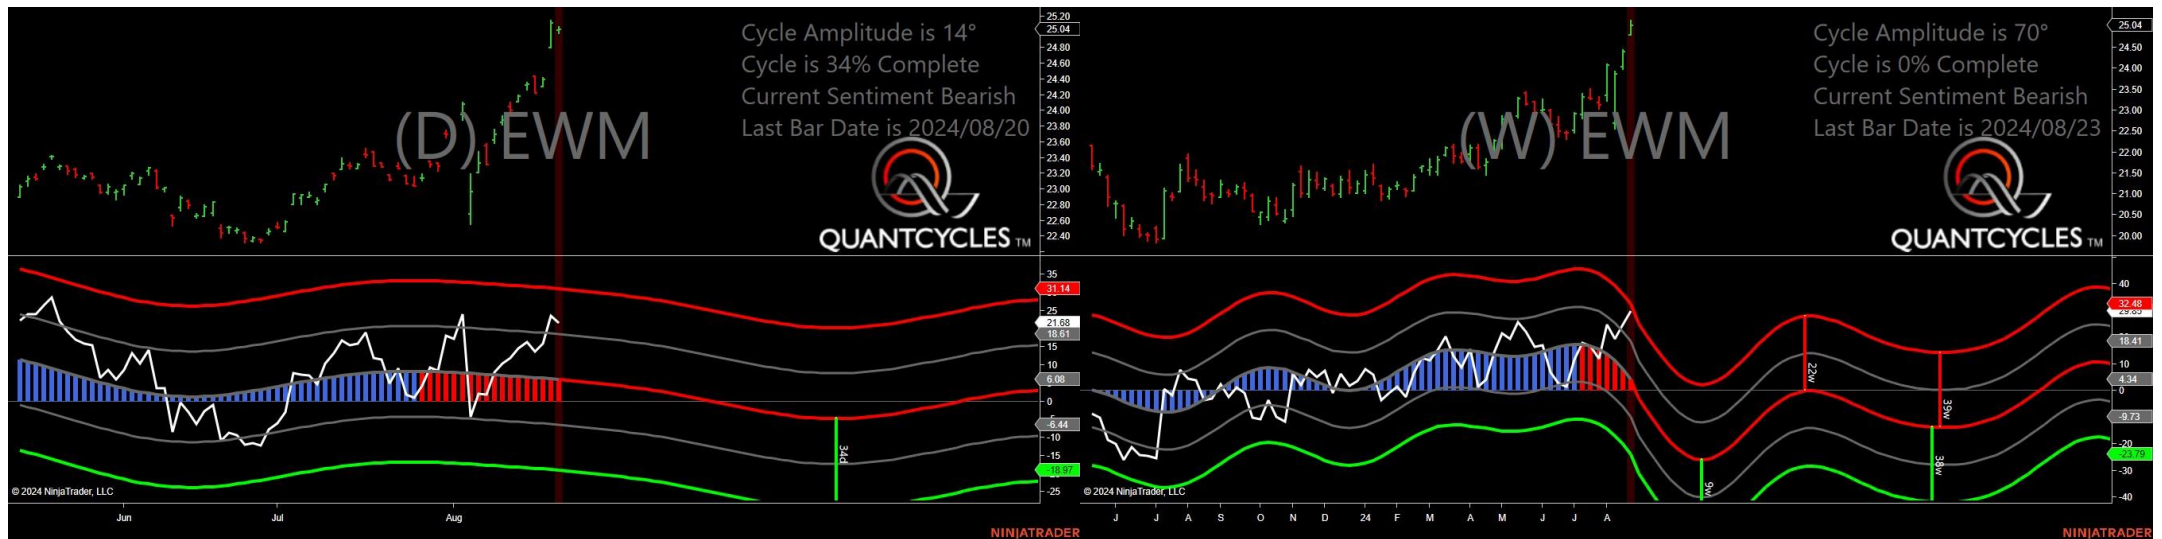 Cycle Amplitude is 14°
Cycle is 34% Complete
Current Sentiment Bearish
Last Bar Date is 2024/08/20
(D) EWM
QUANTCYCLES TM
25.20
25.04
24.80
24.60
24.40
24.20
24.00
23.80
23.60
23.40
23.20
23.00
22.80
22.60
22.40
35
31.14
25
21.68
18.61
15
10
6.08
0
-5
-6.44
-10
-15
-18.97
-25
34d
© 2024 NinjaTrader, LLC
Jun
Jul
Aug
NINJATRADER
Cycle Amplitude is 70°
Cycle is 0% Complete
Current Sentiment Bearish
Last Bar Date is 2024/08/23
(W) EWM
QUANTCYCLES TM
25.04
24.50
24.00
23.50
23.00
22.50
22.00
21.50
21.00
20.50
20.00
40
32.48
18.41
10
4.34
0
-9.73
-20
-23.79
-30
-40
22w
39w
38w
9w
© 2024 NinjaTrader, LLC
J
J
A
S
O
N
D
24
F
M
A
M
J
J
A
NINJATRADER